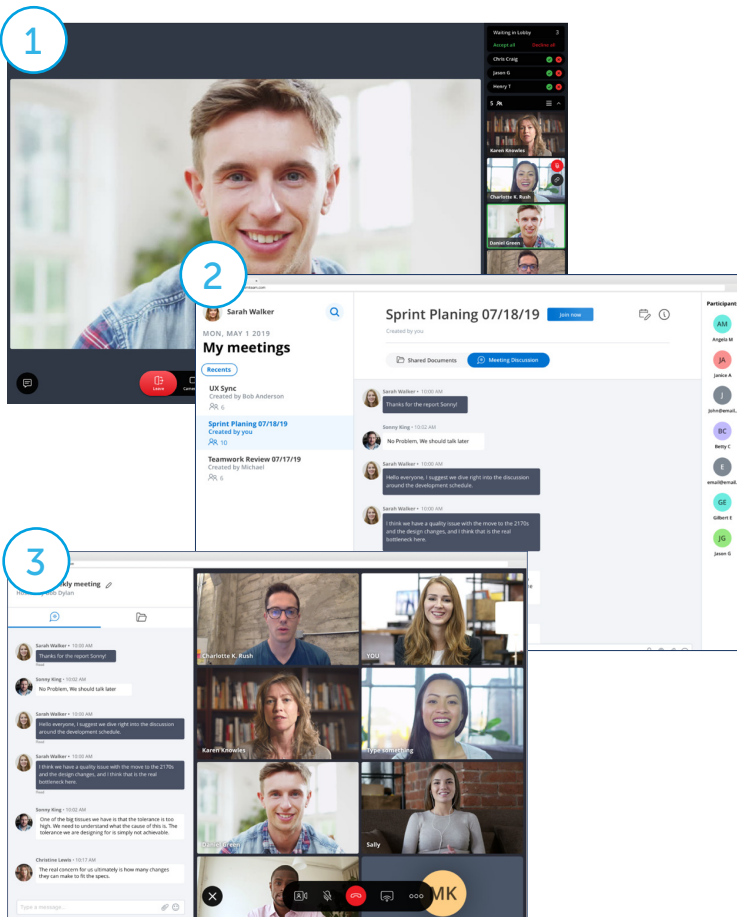 1
Waiting in Lobby 3
Accept all Decline all
Chris Craig
Jason G
Henry T
5
Karen Knowles
Charlotte K. Rush
Daniel Green
Leave
2
Sarah Walker
MON, MAY 1 2019
My meetings
Recents
UX Sync
Created by Bob Anderson
6
Sprint Planing 07/18/19
Created by you
10
Teamwork Review 07/17/19
Created by Michael
6
Sprint Planing 07/18/19 Join now
Created by you
Shared Documents Meeting Discussion
Sarah Walker • 10:00 AM
Thanks for the report Sonny!
Sonny King • 10:02 AM
No Problem, We should talk later
Sarah Walker • 10:00 AM
Hello everyone, I suggest we dive right into the discussion
around the development schedule.
Sarah Walker • 10:00 AM
I think we have a quality issue with the move to the 2170s
and the design changes, and I think that is the real
bottleneck here.
Participants
AM
Angela M
JA
Janice A
J
John@email.
BC
Betty C
E
email@email.
GE
Gilbert E
JG
Jason G
3
kly meeting
Dylan
Sarah Walker • 10:00 AM
Thanks for the report Sonny!
Read
Sonny King • 10:02 AM
No Problem, We should talk later
Sarah Walker • 10:00 AM
Hello everyone, I suggest we dive right into the discussion
around the development schedule.
Read
Sarah Walker • 10:00 AM
I think we have a quality issue with the move to the 2170s
and the design changes, and I think that is the real
bottleneck here.
Read
Sonny King • 10:02 AM
One of the big tissues we have is that the tolerance is too
high. We need to understand what the cause of this is. The
tolerance we are designing for is simply not achievable.
Christine Lewis • 10:17 AM
The real concern for us ultimately is how many changes
they can make to fit the specs.
Type a message...
Charlotte K. Rush
YOU
Karen Knowles
Type something
Daniel Green
Sally
MK